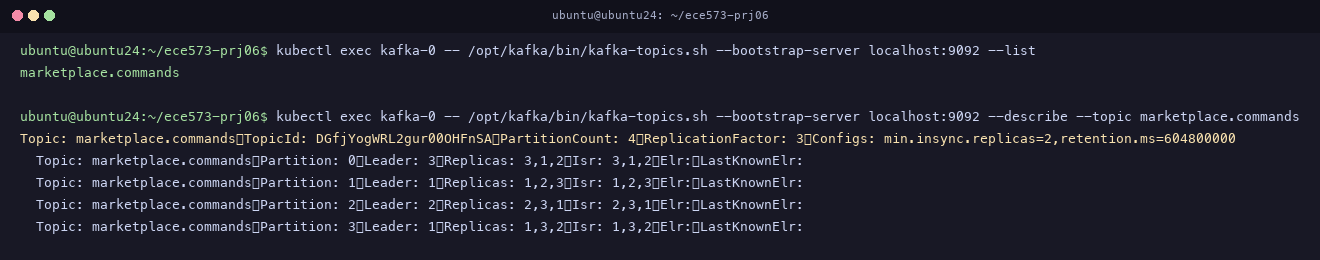 ubuntu@ubuntu24: ~/ece573-prj06
ubuntu@ubuntu24:~/ece573-prj06$ kubectl exec kafka-0 -- /opt/kafka/bin/kafka-topics.sh --bootstrap-server localhost:9092 --list
marketplace.commands
ubuntu@ubuntu24:~/ece573-prj06$ kubectl exec kafka-0 -- /opt/kafka/bin/kafka-topics.sh --bootstrap-server localhost:9092 --describe --topic marketplace.commands
Topic: marketplace.commands▯TopicId: DGfjYogWRL2gur00OHFnSA▯PartitionCount: 4▯ReplicationFactor: 3▯Configs: min.insync.replicas=2,retention.ms=604800000
Topic: marketplace.commands▯Partition: 0▯Leader: 3▯Replicas: 3,1,2▯Isr: 3,1,2▯Elr:▯LastKnownElr:
Topic: marketplace.commands▯Partition: 1▯Leader: 1▯Replicas: 1,2,3▯Isr: 1,2,3▯Elr:▯LastKnownElr:
Topic: marketplace.commands▯Partition: 2▯Leader: 2▯Replicas: 2,3,1▯Isr: 2,3,1▯Elr:▯LastKnownElr:
Topic: marketplace.commands▯Partition: 3▯Leader: 1▯Replicas: 1,3,2▯Isr: 1,3,2▯Elr:▯LastKnownElr: